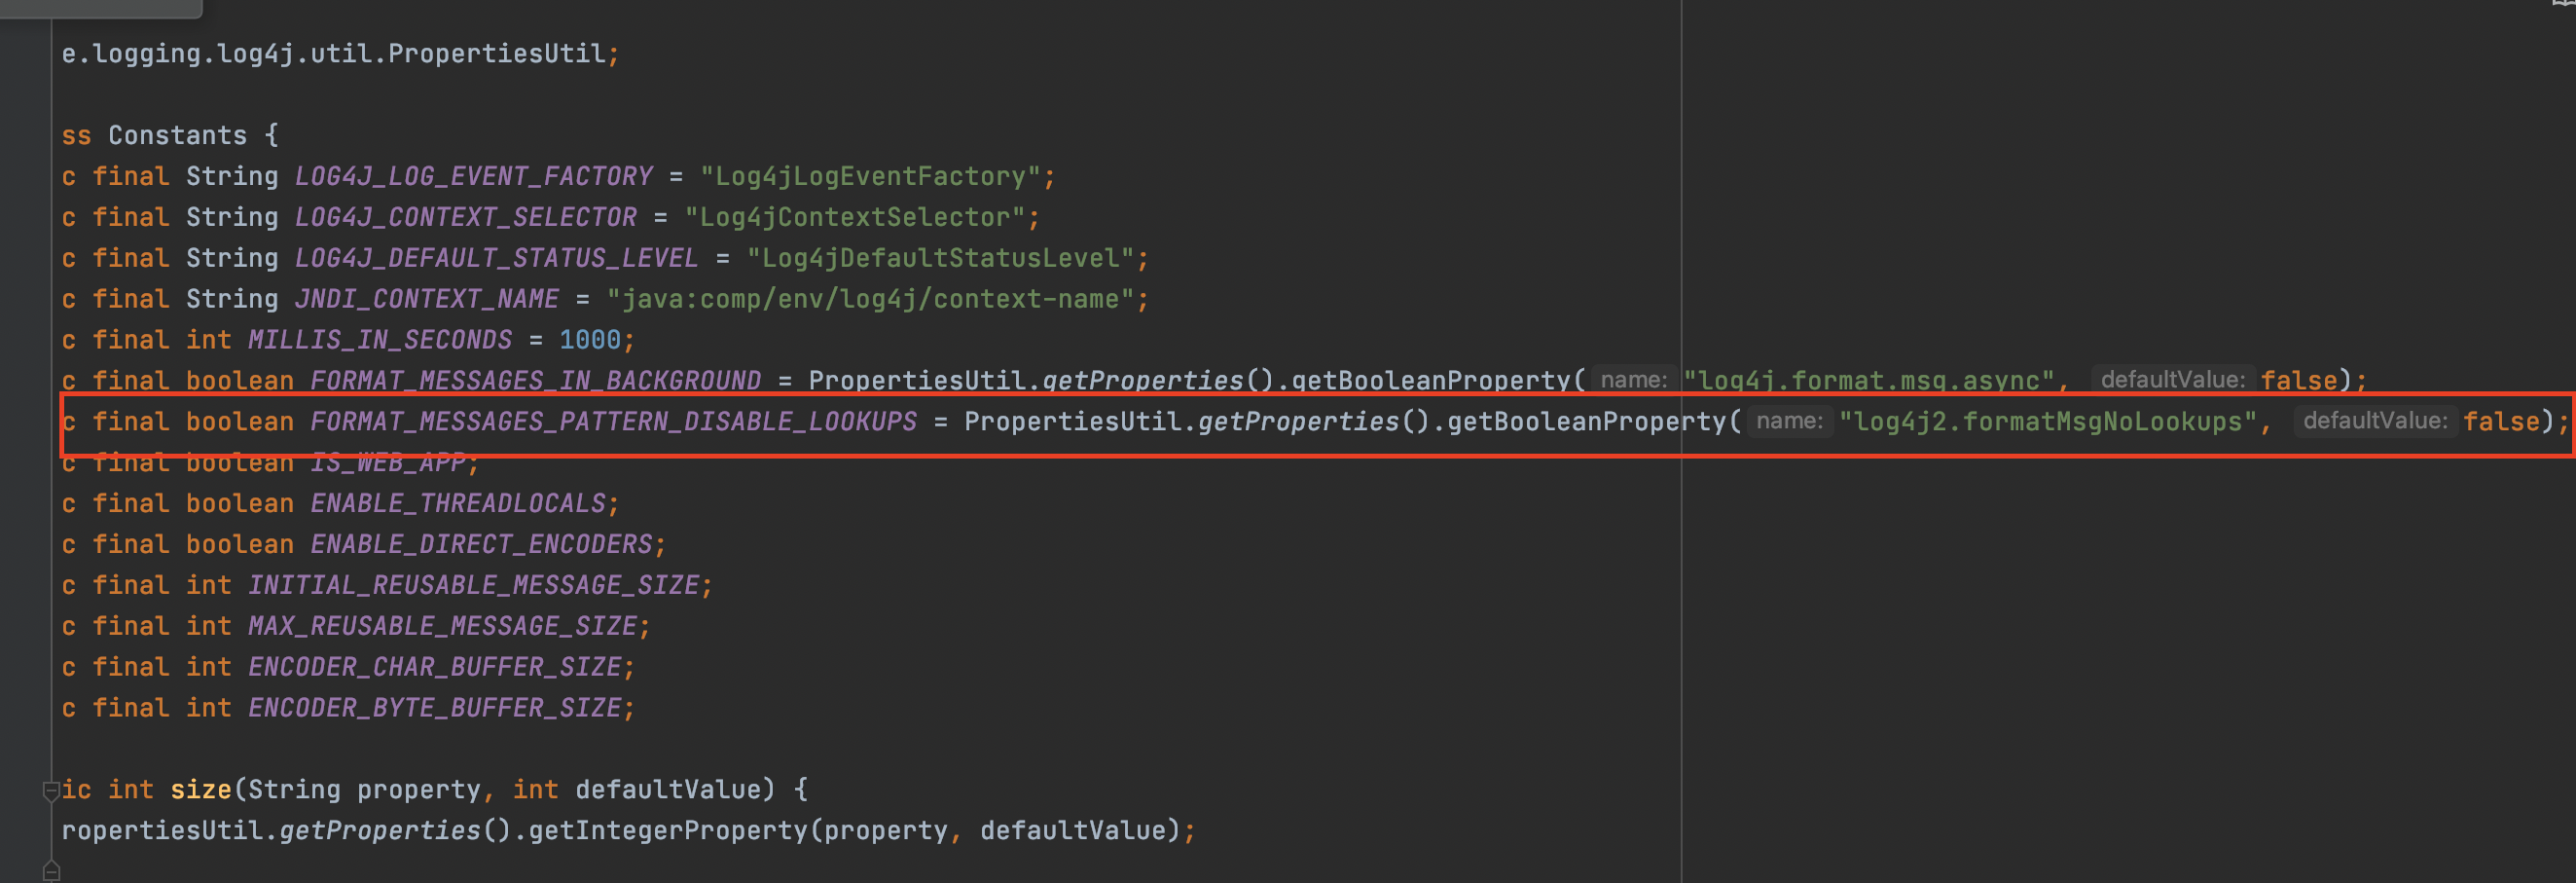 e.logging.log4j.util.PropertiesUtil;
ss Constants {
c final String LOG4J_LOG_EVENT_FACTORY = "Log4jLogEventFactory";
c final String LOG4J_CONTEXT_SELECTOR = "Log4jContextSelector";
c final String LOG4J_DEFAULT_STATUS_LEVEL = "Log4jDefaultStatusLevel";
c final String JNDI_CONTEXT_NAME = "java:comp/env/log4j/context-name";
c final int MILLIS_IN_SECONDS = 1000;
c final boolean FORMAT_MESSAGES_IN_BACKGROUND = PropertiesUtil.getProperties().getBooleanProperty( name: "log4j.format.msg.async", defaultValue: false);
c final boolean FORMAT_MESSAGES_PATTERN_DISABLE_LOOKUPS = PropertiesUtil.getProperties().getBooleanProperty( name: "log4j2.formatMsgNoLookups", defaultValue: false);
c final boolean IS_WEB_APP;
c final boolean ENABLE_THREADLOCALS;
c final boolean ENABLE_DIRECT_ENCODERS;
c final int INITIAL_REUSABLE_MESSAGE_SIZE;
c final int MAX_REUSABLE_MESSAGE_SIZE;
c final int ENCODER_CHAR_BUFFER_SIZE;
c final int ENCODER_BYTE_BUFFER_SIZE;
ic int size(String property, int defaultValue) {
ropertiesUtil.getProperties().getIntegerProperty(property, defaultValue);